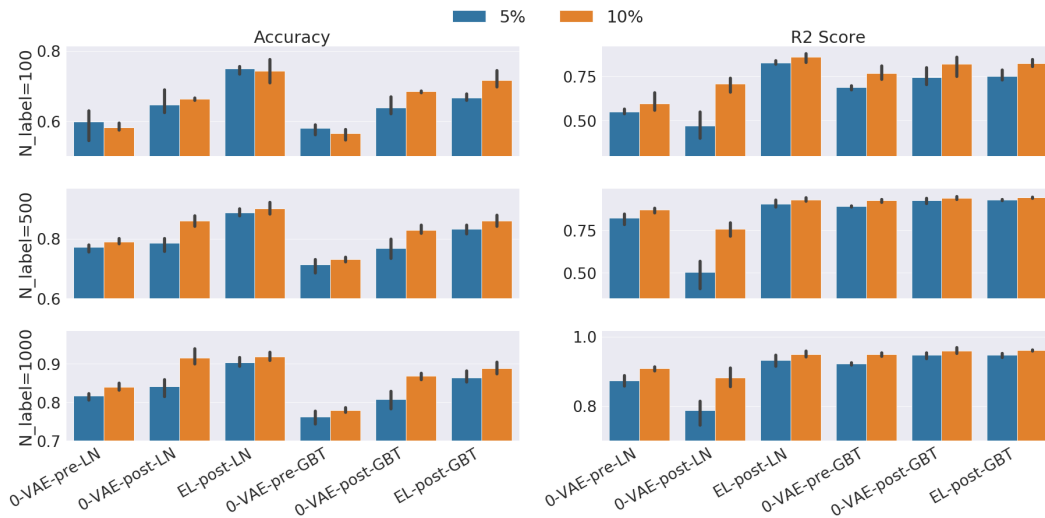 5% 10%
Accuracy R2 Score
N_label=100
0.8
0.6
0.75
0.50
N_label=500
0.8
0.6
0.75
0.50
N_label=1000
0.9
0.8
0.7
1.0
0.8
0-VAE-pre-LN 0-VAE-post-LN EL-post-LN 0-VAE-pre-GBT 0-VAE-post-GBT EL-post-GBT
0-VAE-pre-LN 0-VAE-post-LN EL-post-LN 0-VAE-pre-GBT 0-VAE-post-GBT EL-post-GBT